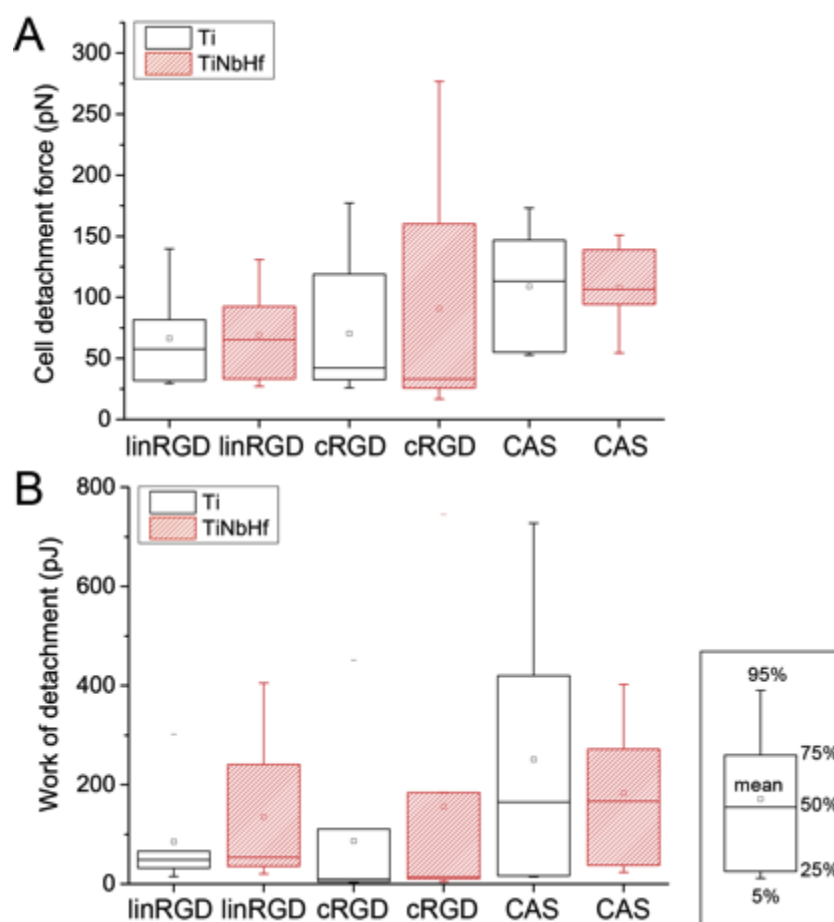 A
Ti
TiNbHf
Cell detachment force (pN)
300
250
200
150
100
50
0
linRGD linRGD cRGD cRGD CAS CAS
B
Ti
TiNbHf
Work of detachment (pJ)
800
600
400
200
0
linRGD linRGD cRGD cRGD CAS CAS
95%
75%
mean
50%
25%
5%